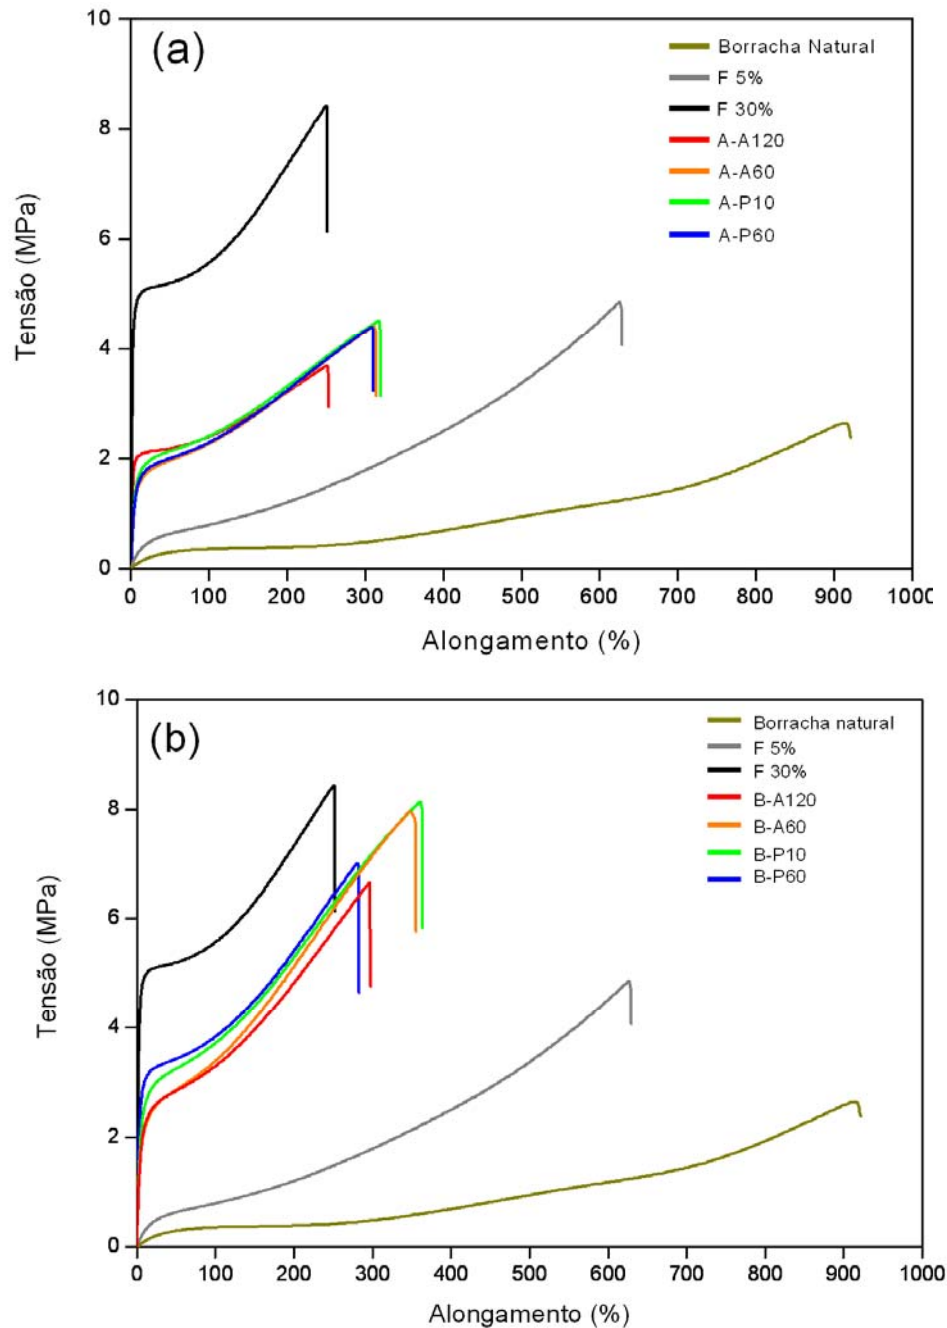 (a)
Borracha Natural
F 5%
F 30%
A-A120
A-A60
A-P10
A-P60
Tensão (MPa)
10
8
6
4
2
0
0 100 200 300 400 500 600 700 800 900 1000
Alongamento (%)
(b)
Borracha natural
F 5%
F 30%
B-A120
B-A60
B-P10
B-P60
Tensão (MPa)
10
8
6
4
2
0
0 100 200 300 400 500 600 700 800 900 1000
Alongamento (%)